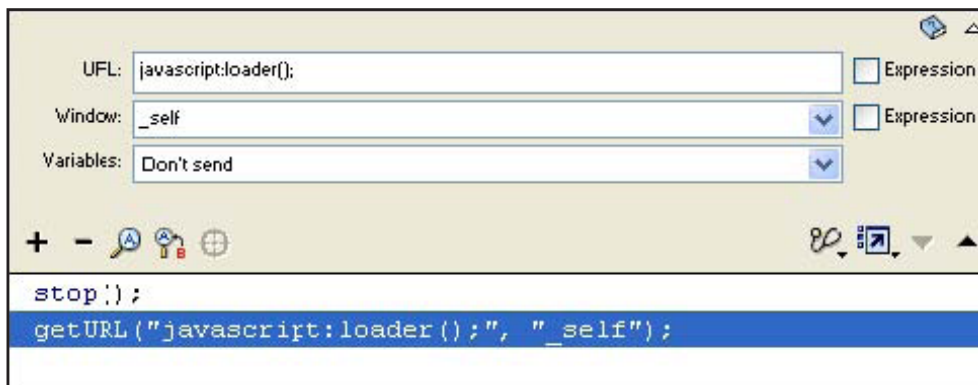 UFL: javascript:loader(); Expression
Window: _self Expression
Variables: Don't send
stop();
getURL("javascript:loader();", "_self");